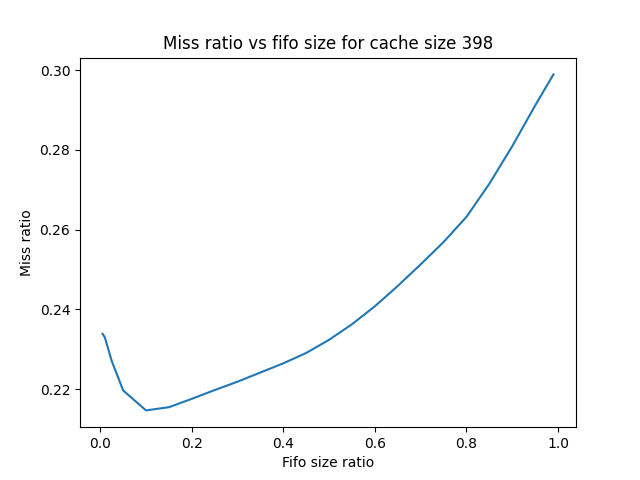 Miss ratio vs fifo size for cache size 398
0.30
0.28
0.26
0.24
0.22
Miss ratio
0.0 0.2 0.4 0.6 0.8 1.0
Fifo size ratio